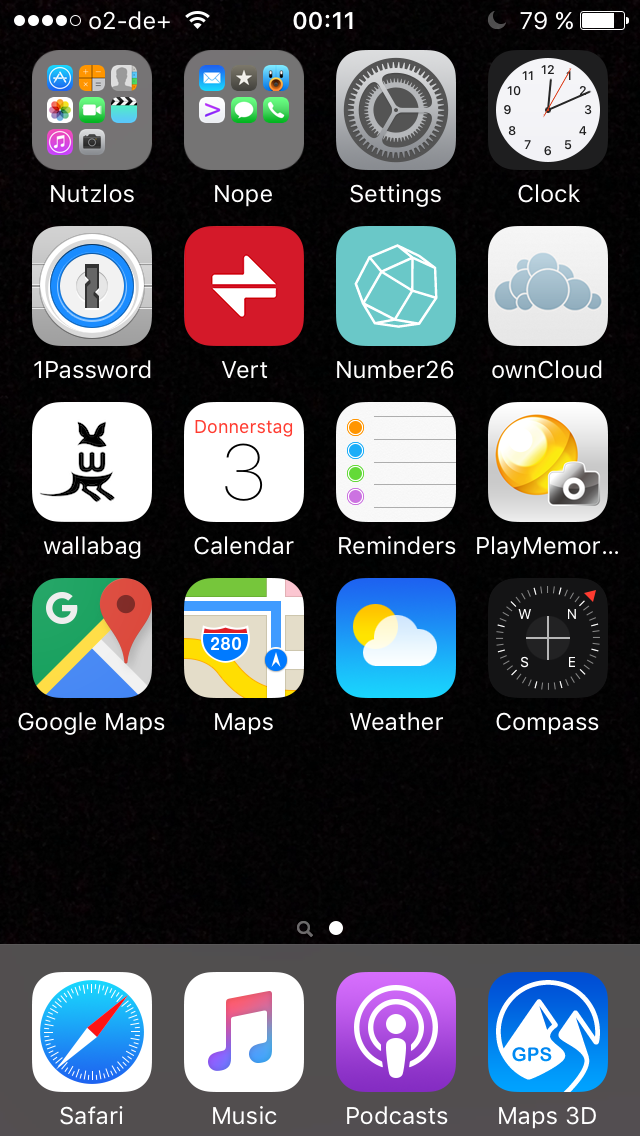 o2-de+ 00:11 79 %
Nutzlos Nope Settings Clock
12
11 1
10 2
9 3
8 4
7 5
6
1Password Vert Number26 ownCloud
w
Donnerstag
3
wallabag Calendar Reminders PlayMemor...
G
280
W N
S E
Google Maps Maps Weather Compass
GPS
Safari Music Podcasts Maps 3D